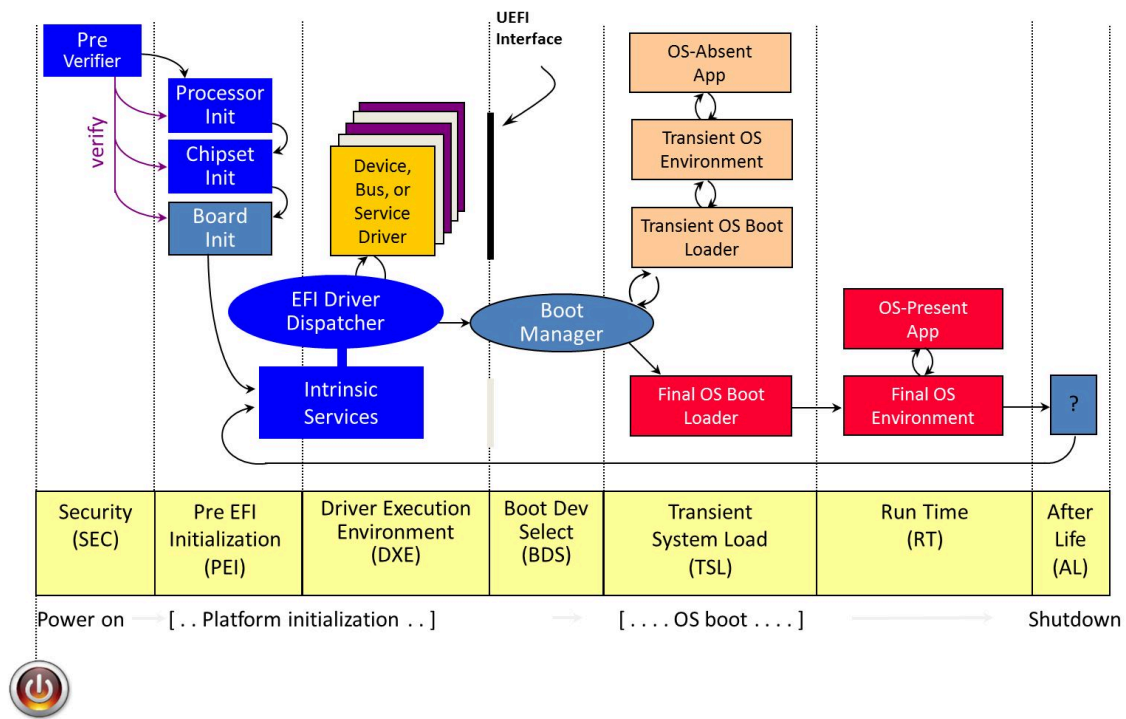 UEFI
Interface
Pre
Verifier
verify
Processor
Init
Chipset
Init
Board
Init
Device,
Bus, or
Service
Driver
EFI Driver
Dispatcher
Intrinsic
Services
Boot
Manager
OS-Absent
App
Transient OS
Environment
Transient OS Boot
Loader
Final OS Boot
Loader
OS-Present
App
Final OS
Environment
?
Security
(SEC)
Pre EFI
Initialization
(PEI)
Driver Execution
Environment
(DXE)
Boot Dev
Select
(BDS)
Transient
System Load
(TSL)
Run Time
(RT)
After
Life
(AL)
Power on
[ . . Platform initialization . . ]
[ . . . . OS boot . . . . ]
Shutdown